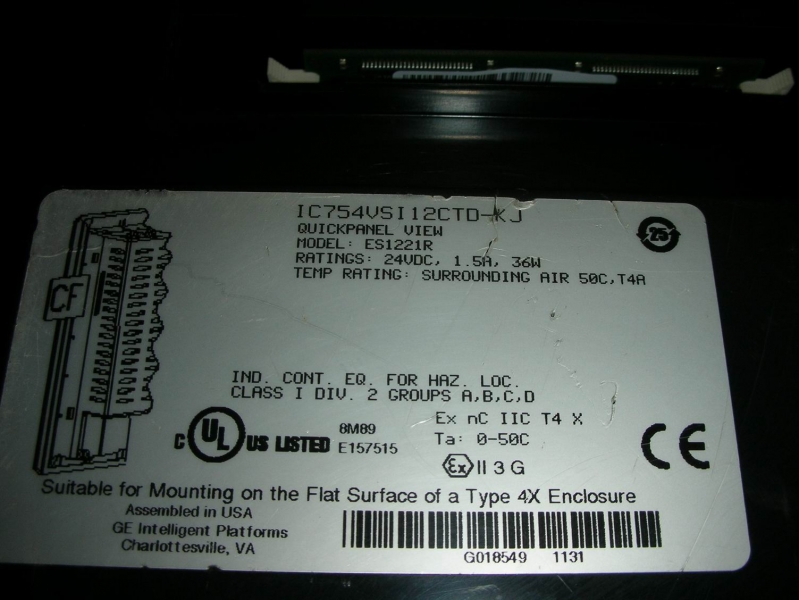 IC754VSI12CTD-KJ
QUICKPANEL VIEW
MODEL: ES1221R
RATINGS: 24VDC, 1.5A, 36W
TEMP RATING: SURROUNDING AIR 50C,T4A
25
CF
IND. CONT. EQ. FOR HAZ. LOC.
CLASS I DIV. 2 GROUPS A,B,C,D
C UL US LISTED
8M89
E157515
Ex nC IIC T4 X
Ta: 0-50C
Ex II 3 G
CE
Suitable for Mounting on the Flat Surface of a Type 4X Enclosure
Assembled in USA
GE Intelligent Platforms
Charlottesville, VA
G018549 1131